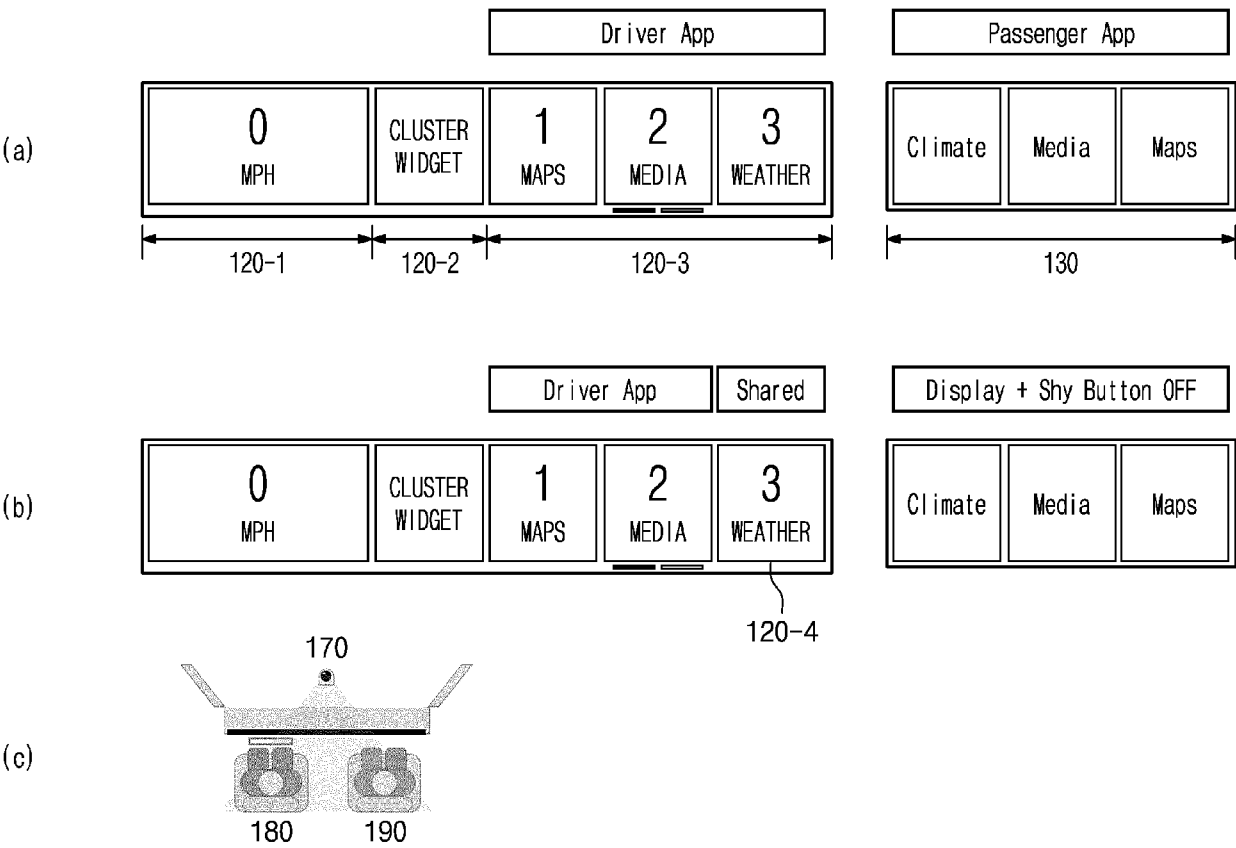 Driver App
Passenger App
(a)
0
MPH
CLUSTER
WIDGET
1
MAPS
2
MEDIA
3
WEATHER
Climate
Media
Maps
120-1
120-2
120-3
130
Driver App
Shared
Display + Shy Button OFF
(b)
0
MPH
CLUSTER
WIDGET
1
MAPS
2
MEDIA
3
WEATHER
Climate
Media
Maps
120-4
170
(c)
180
190